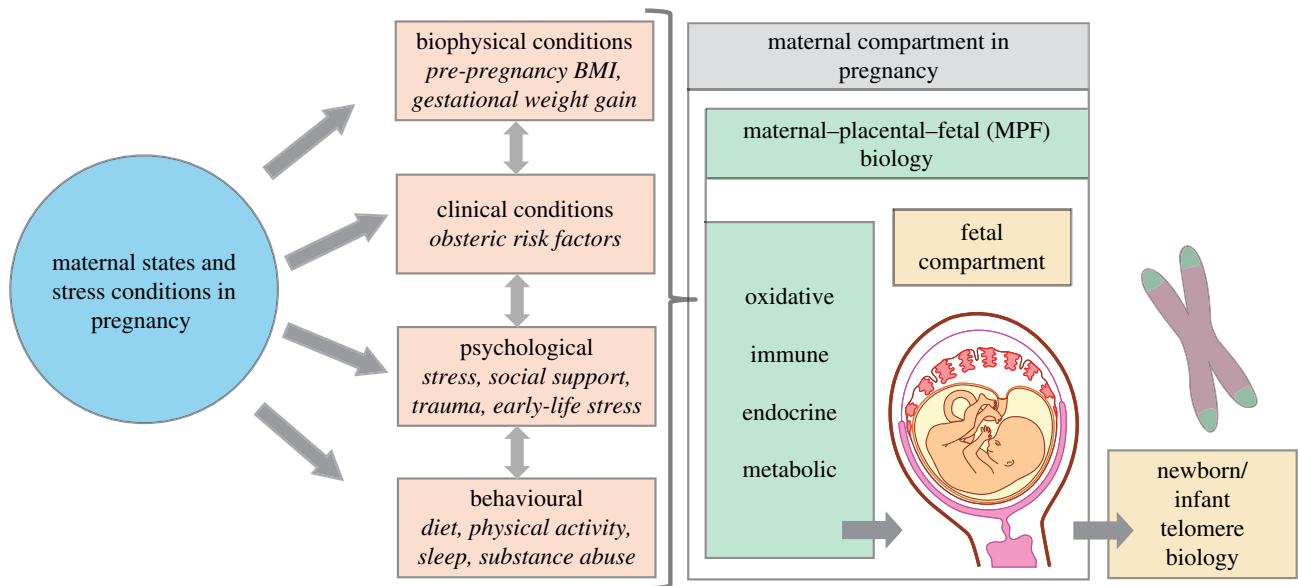 maternal states and
stress conditions in
pregnancy
biophysical conditions
pre-pregnancy BMI,
gestational weight gain
clinical conditions
obsteric risk factors
psychological
stress, social support,
trauma, early-life stress
behavioural
diet, physical activity,
sleep, substance abuse
maternal compartment in
pregnancy
maternal–placental–fetal (MPF)
biology
oxidative
immune
endocrine
metabolic
fetal
compartment
newborn/
infant
telomere
biology